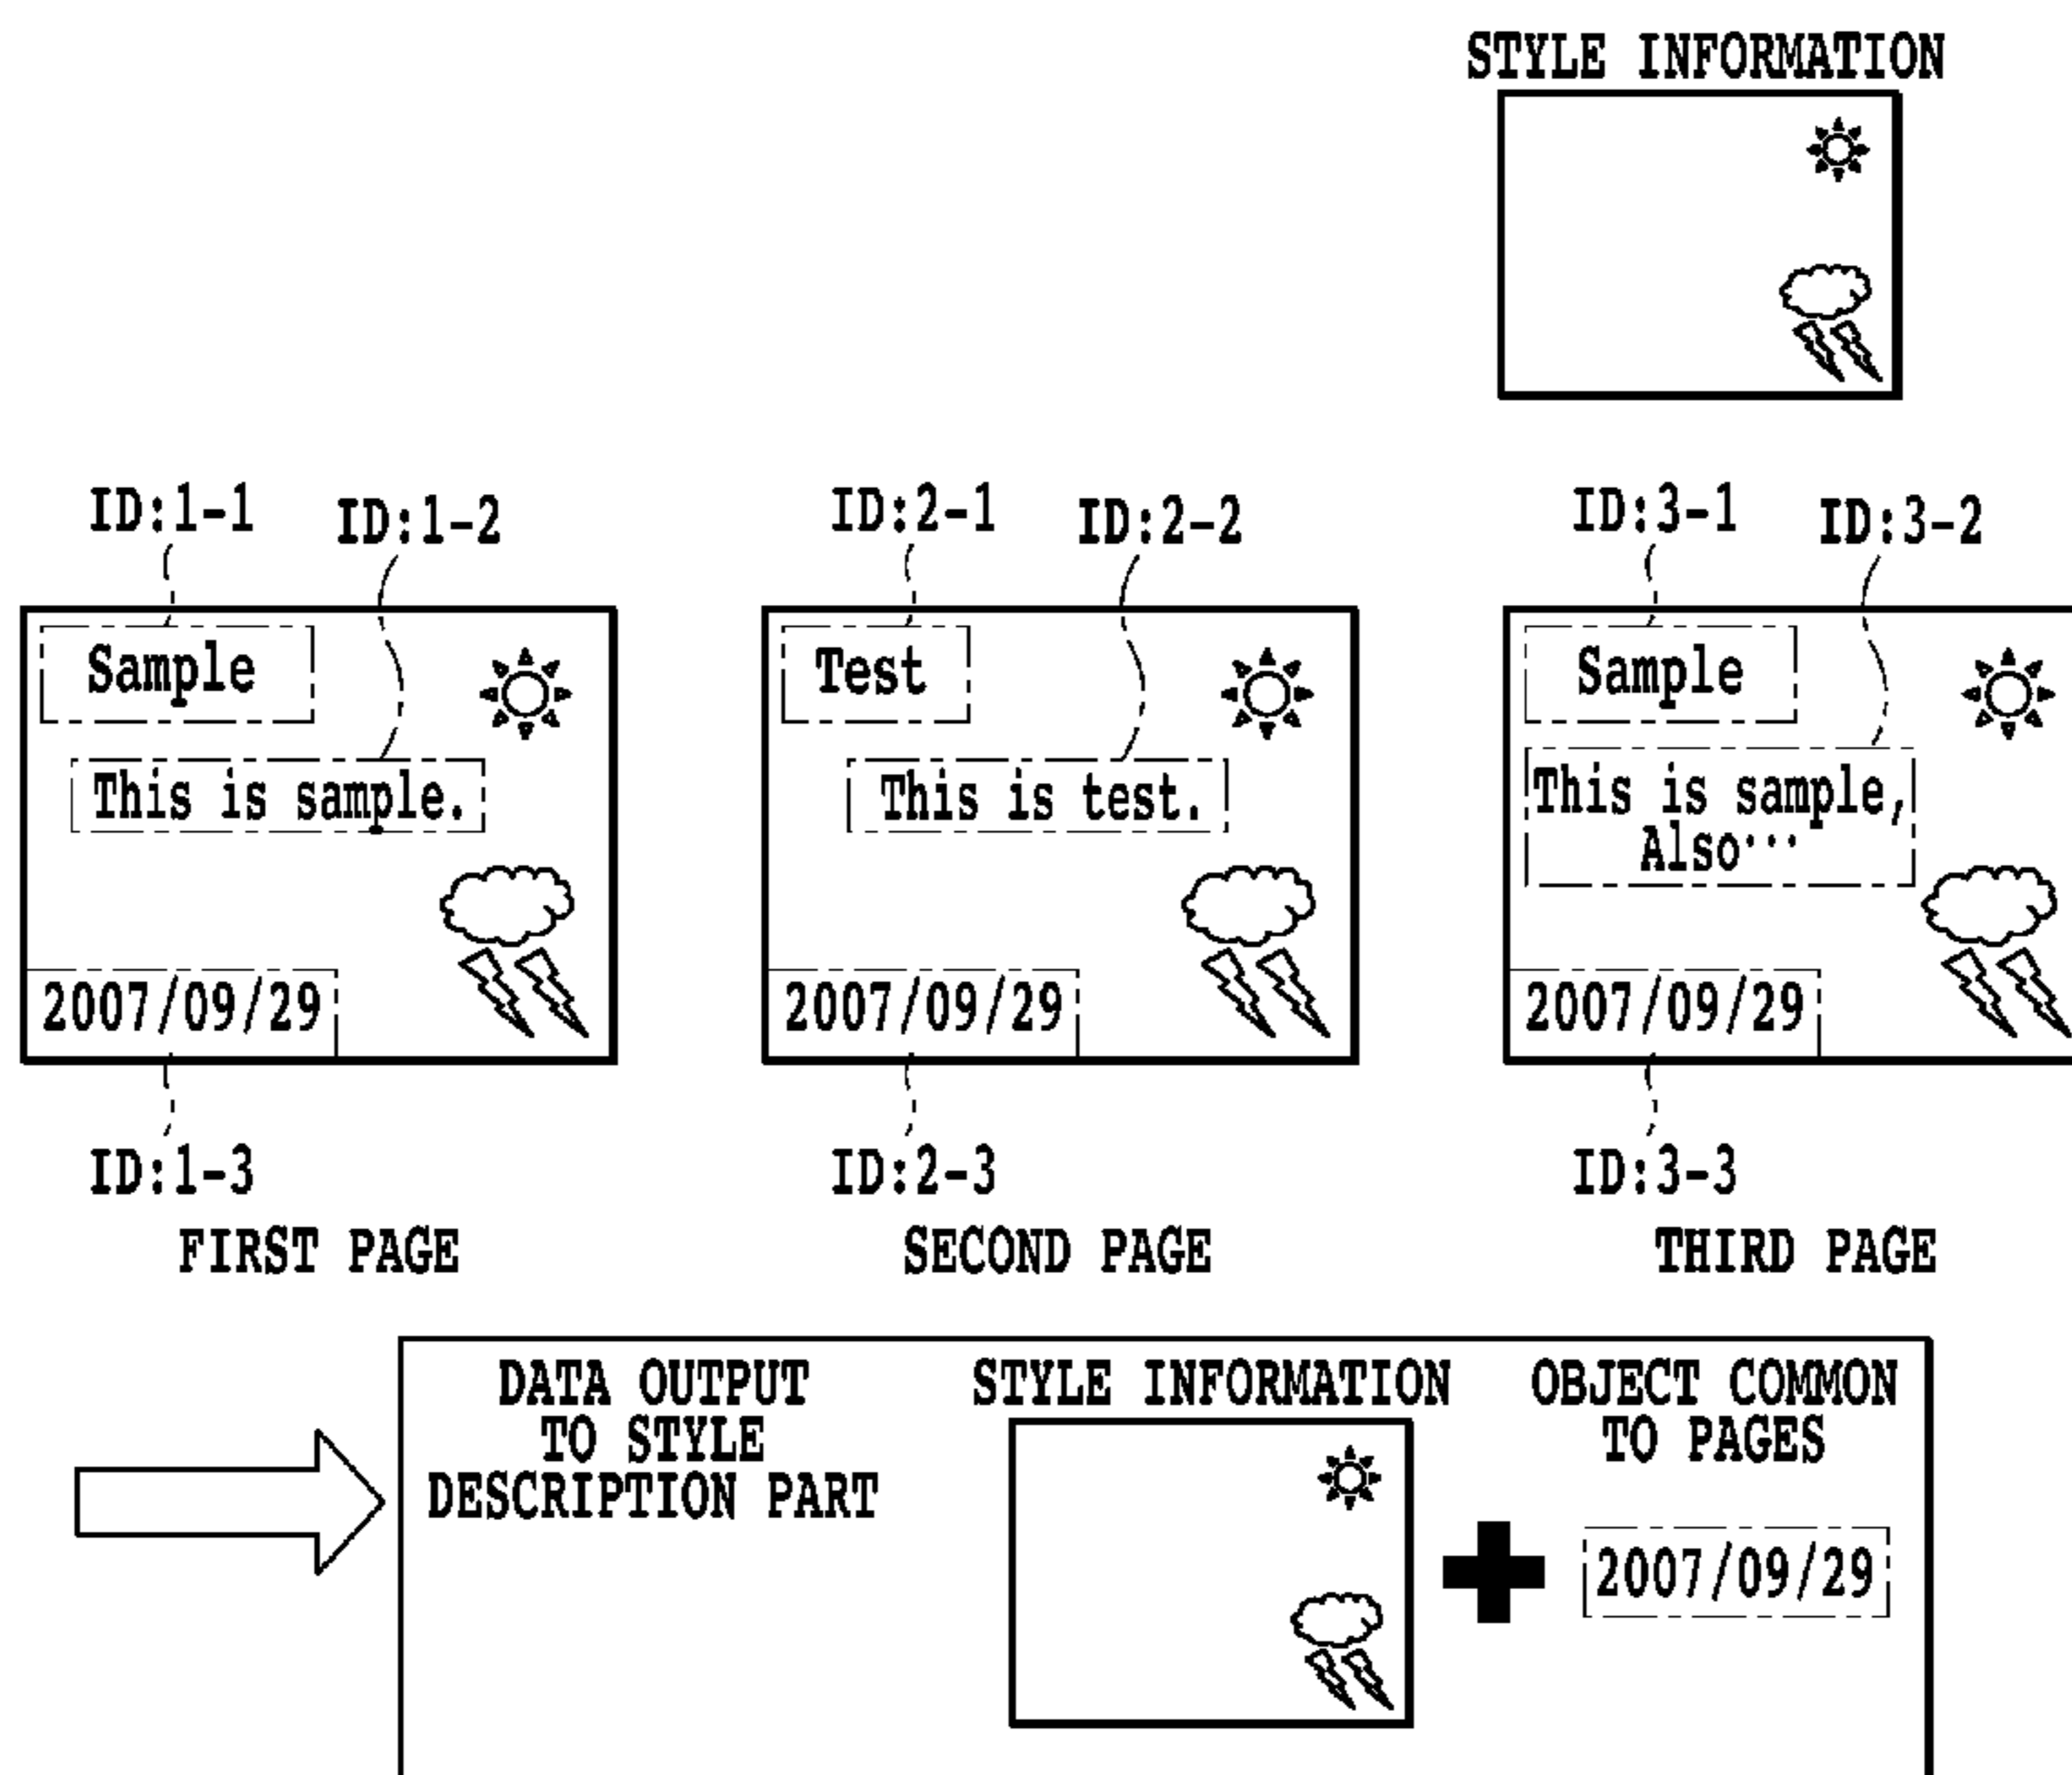 STYLE INFORMATION
ID:1-1
ID:1-2
ID:2-1
ID:2-2
ID:3-1
ID:3-2
Sample
This is sample.
2007/09/29
Test
This is test.
2007/09/29
Sample
This is sample,
Also···
2007/09/29
ID:1-3
ID:2-3
ID:3-3
FIRST PAGE
SECOND PAGE
THIRD PAGE
DATA OUTPUT
TO STYLE
DESCRIPTION PART
STYLE INFORMATION
OBJECT COMMON
TO PAGES
2007/09/29